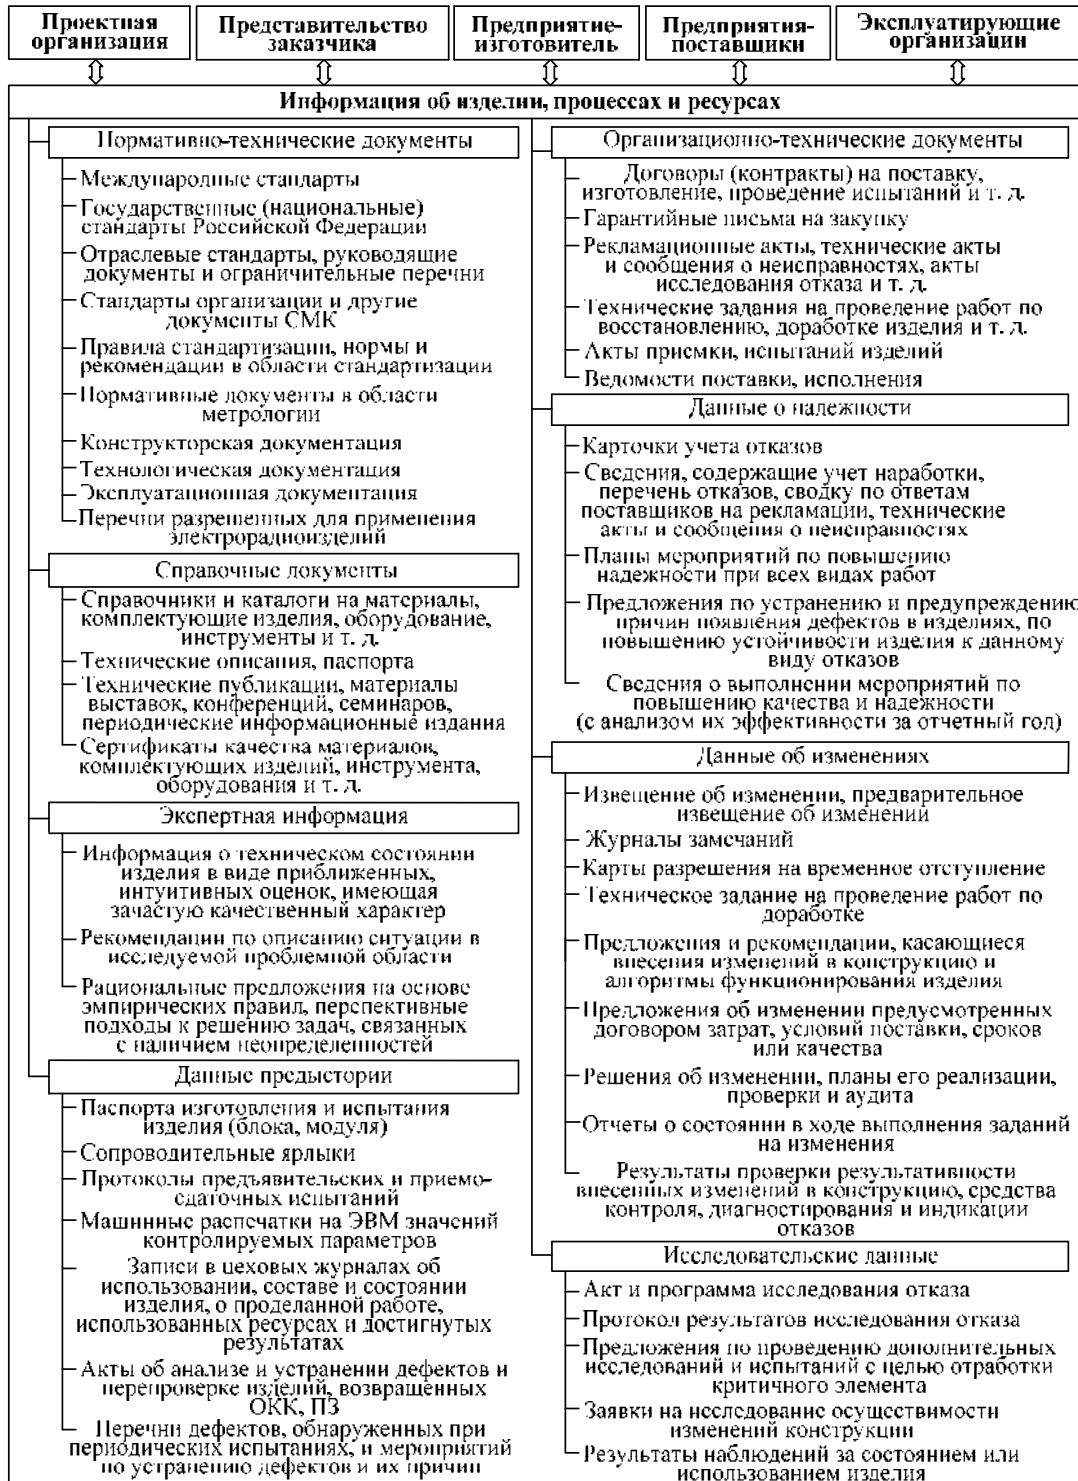 Проектная
организация
Представительство
заказчика
Предприятие-
изготовитель
Предприятия-
поставщики
Эксплуатирующие
организации
Информация об изделии, процессах и ресурсах
Нормативно-технические документы
Международные стандарты
Государственные (национальные)
стандарты Российской Федерации
Отраслевые стандарты, руководящие
документы и ограничительные перечни
Стандарты организации и другие
документы СМК
Правила стандартизации, нормы и
рекомендации в области стандартизации
Нормативные документы в области
метрологии
Конструкторская документация
Технологическая документация
Эксплуатационная документация
Перечни разрешенных для применения
электрорадиоизделий
Справочные документы
Справочники и каталоги на материалы,
комплектующие изделия, оборудование,
инструменты и т. д.
Технические описания, паспорта
Технические публикации, материалы
выставок, конференций, семинаров,
периодические информационные издания
Сертификаты качества материалов,
комплектующих изделий, инструмента,
оборудования и т. д.
Экспертная информация
Информация о техническом состоянии
изделия в виде приближенных,
интуитивных оценок, имеющая
зачастую качественный характер
Рекомендации по описанию ситуации в
исследуемой проблемной области
Рациональные предложения на основе
эмпирических правил, перспективные
подходы к решению задач, связанных
с наличием неопределенностей
Данные предыстории
Паспорта изготовления и испытания
изделия (блока, модуля)
Сопроводительные ярлыки
Протоколы предъявительских и приемо-
сдаточных испытаний
Машинные распечатки на ЭВМ значений
контролируемых параметров
Записи в цеховых журналах об
использовании, составе и состоянии
изделия, о проделанной работе,
использованных ресурсах и достигнутых
результатах
Акты об анализе и устранении дефектов и
перепроверке изделий, возвращенных
ОКК, ПЗ
Перечни дефектов, обнаруженных при
периодических испытаниях, и мероприятий
по устранению дефектов и их причин
Организационно-технические документы
Договоры (контракты) на поставку,
изготовление, проведение испытаний и т. д.
Гарантийные письма на закупку
Рекламационные акты, технические акты
и сообщения о неисправностях, акты
исследования отказа и т. д.
Технические задания на проведение работ по
восстановлению, доработке изделия и т. д.
Акты приемки, испытаний изделий
Ведомости поставки, исполнения
Данные о надежности
Карточки учета отказов
Сведения, содержащие учет наработки,
перечень отказов, сводку по ответам
поставщиков на рекламации, технические
акты и сообщения о неисправностях
Планы мероприятий по повышению
надежности при всех видах работ
Предложения по устранению и предупреждению
причин появления дефектов в изделиях, по
повышению устойчивости изделия к данному
виду отказов
Сведения о выполнении мероприятий по
повышению качества и надежности
(с анализом их эффективности за отчетный год)
Данные об изменениях
Извещение об изменении, предварительное
извещение об изменении
Журналы замечаний
Карты разрешения на временное отступление
Техническое задание на проведение работ по
доработке
Предложения и рекомендации, касающиеся
внесения изменений в конструкцию и
алгоритмы функционирования изделия
Предложения об изменении предусмотренных
договором затрат, условий поставки, сроков
или качества
Решения об изменении, планы его реализации,
проверки и аудита
Отчеты о состоянии в ходе выполнения заданий
на изменения
Результаты проверки результативности
внесенных изменений в конструкцию, средства
контроля, диагностирования и индикации
отказов
Исследовательские данные
Акт и программа исследования отказа
Протокол результатов исследования отказа
Предложения по проведению дополнительных
исследований и испытаний с целью отработки
критичного элемента
Заявки на исследование осуществимости
изменений конструкции
Результаты наблюдений за состоянием или
использованием изделия